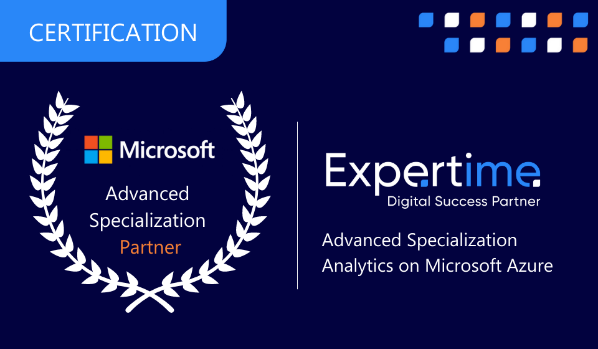 CERTIFICATION
Microsoft
Advanced
Specialization
Partner
Expertime
Digital Success Partner
Advanced Specialization
Analytics on Microsoft Azure